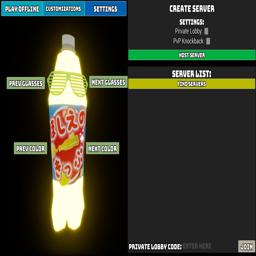 PLAY OFFLINE
CUSTOMIZATIONS
SETTINGS
PREV GLASSES
NEXT GLASSES
PREV COLOR
NEXT COLOR
CREATE SERVER
SETTINGS:
Private Lobby:
PvP Knockback:
HOST SERVER
SERVER LIST:
FIND SERVERS
PRIVATE LOBBY CODE: ENTER HERE
JOIN